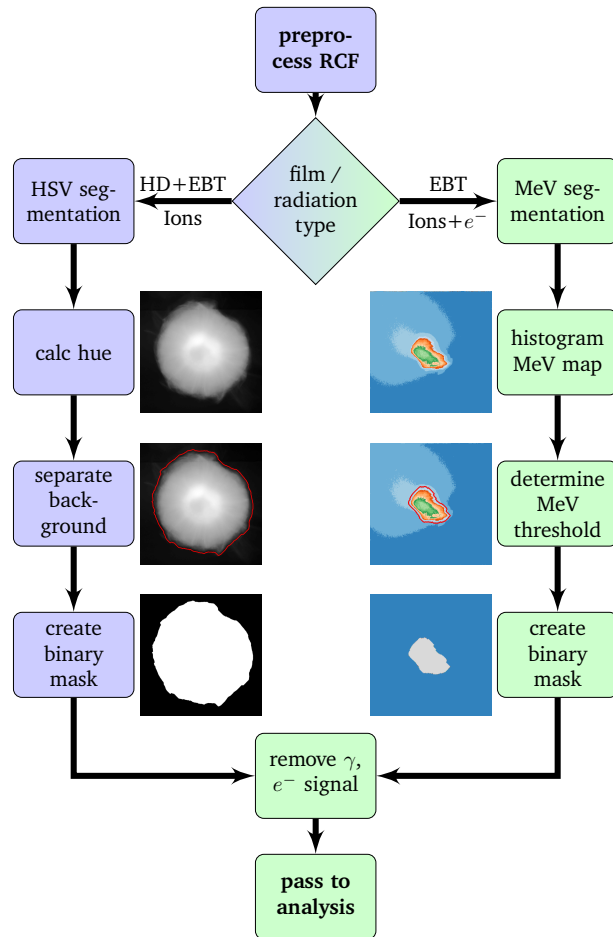 prepro-
cess RCF
film /
radiation
type
HD+EBT
Ions
EBT
Ions+e⁻
HSV seg-
mentation
MeV seg-
mentation
calc hue
histogram
MeV map
separate
back-
ground
determine
MeV
threshold
create
binary
mask
create
binary
mask
remove γ,
e⁻ signal
pass to
analysis